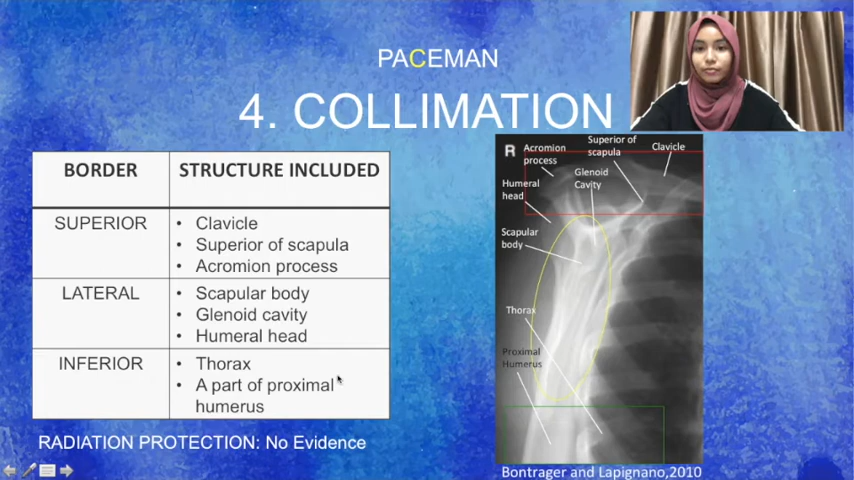 PACEMAN
4. COLLIMATION
BORDER
STRUCTURE INCLUDED
SUPERIOR
• Clavicle
• Superior of scapula
• Acromion process
LATERAL
• Scapular body
• Glenoid cavity
• Humeral head
INFERIOR
• Thorax
• A part of proximal
humerus
RADIATION PROTECTION: No Evidence
R
Acromion
process
Superior of
scapula
Clavicle
Glenoid
Cavity
Humeral
head
Scapular
body
Thorax
Proximal
Humerus
Bontrager and Lapignano,2010